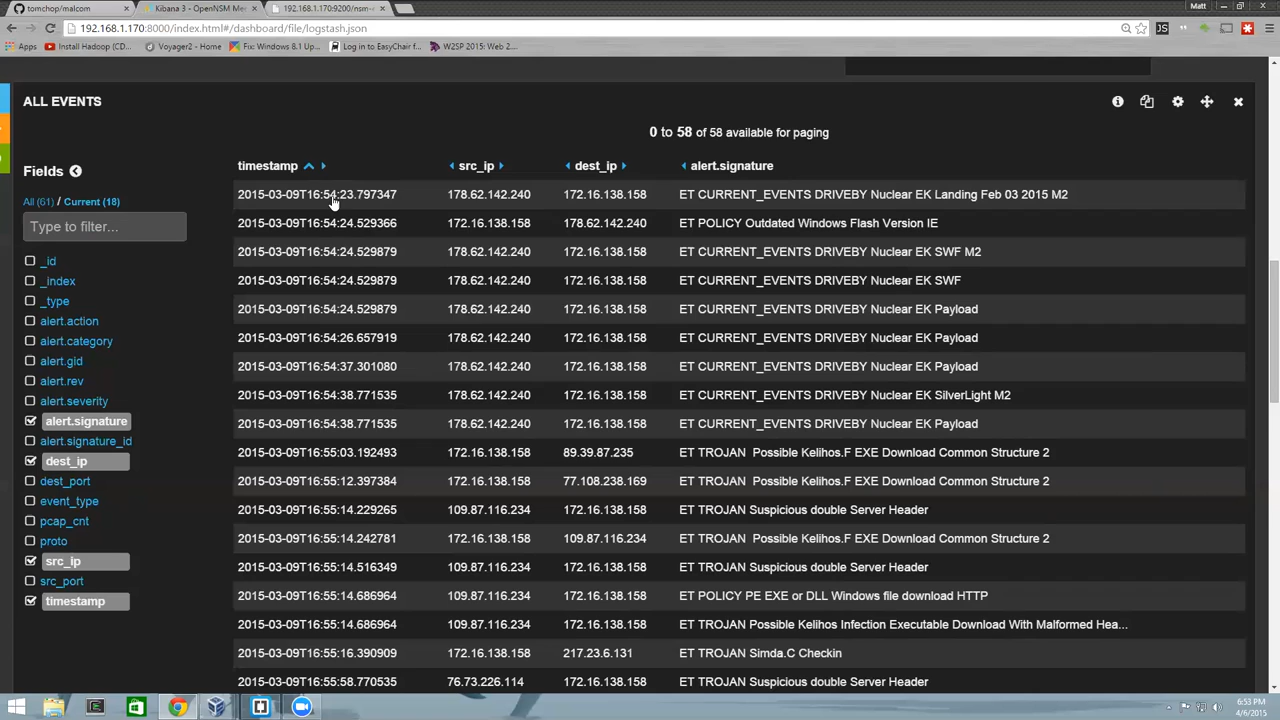 tomchop/malcom
Kibana 3 - OpenNSM Me
192.168.1.170:9200/nsm-
Matt
192.168.1.170:8000/index.html#/dashboard/file/logstash.json
Apps Install Hadoop (CD... Voyager2 - Home Fix: Windows 8.1 Up... Log in to EasyChair f... W2SP 2015: Web 2....
ALL EVENTS
0 to 58 of 58 available for paging
Fields
All (61) / Current (18)
Type to filter...
_id
_index
_type
alert.action
alert.category
alert.gid
alert.rev
alert.severity
alert.signature
alert.signature_id
dest_ip
dest_port
event_type
pcap_cnt
proto
src_ip
src_port
timestamp
timestamp src_ip dest_ip alert.signature
2015-03-09T16:54:23.797347 178.62.142.240 172.16.138.158 ET CURRENT_EVENTS DRIVEBY Nuclear EK Landing Feb 03 2015 M2
2015-03-09T16:54:24.529366 172.16.138.158 178.62.142.240 ET POLICY Outdated Windows Flash Version IE
2015-03-09T16:54:24.529879 178.62.142.240 172.16.138.158 ET CURRENT_EVENTS DRIVEBY Nuclear EK SWF M2
2015-03-09T16:54:24.529879 178.62.142.240 172.16.138.158 ET CURRENT_EVENTS DRIVEBY Nuclear EK SWF
2015-03-09T16:54:24.529879 178.62.142.240 172.16.138.158 ET CURRENT_EVENTS DRIVEBY Nuclear EK Payload
2015-03-09T16:54:26.657919 178.62.142.240 172.16.138.158 ET CURRENT_EVENTS DRIVEBY Nuclear EK Payload
2015-03-09T16:54:37.301080 178.62.142.240 172.16.138.158 ET CURRENT_EVENTS DRIVEBY Nuclear EK Payload
2015-03-09T16:54:38.771535 178.62.142.240 172.16.138.158 ET CURRENT_EVENTS DRIVEBY Nuclear EK SilverLight M2
2015-03-09T16:54:38.771535 178.62.142.240 172.16.138.158 ET CURRENT_EVENTS DRIVEBY Nuclear EK Payload
2015-03-09T16:55:03.192493 172.16.138.158 89.39.87.235 ET TROJAN Possible Kelihos.F EXE Download Common Structure 2
2015-03-09T16:55:12.397384 172.16.138.158 77.108.238.169 ET TROJAN Possible Kelihos.F EXE Download Common Structure 2
2015-03-09T16:55:14.229265 109.87.116.234 172.16.138.158 ET TROJAN Suspicious double Server Header
2015-03-09T16:55:14.242781 172.16.138.158 109.87.116.234 ET TROJAN Possible Kelihos.F EXE Download Common Structure 2
2015-03-09T16:55:14.516349 109.87.116.234 172.16.138.158 ET TROJAN Suspicious double Server Header
2015-03-09T16:55:14.686964 109.87.116.234 172.16.138.158 ET POLICY PE EXE or DLL Windows file download HTTP
2015-03-09T16:55:14.686964 109.87.116.234 172.16.138.158 ET TROJAN Possible Kelihos Infection Executable Download With Malformed Hea...
2015-03-09T16:55:16.390909 172.16.138.158 217.23.6.131 ET TROJAN Simda.C Checkin
2015-03-09T16:55:58.770535 76.73.226.114 172.16.138.158 ET TROJAN Suspicious double Server Header
6:53 PM
4/6/2015